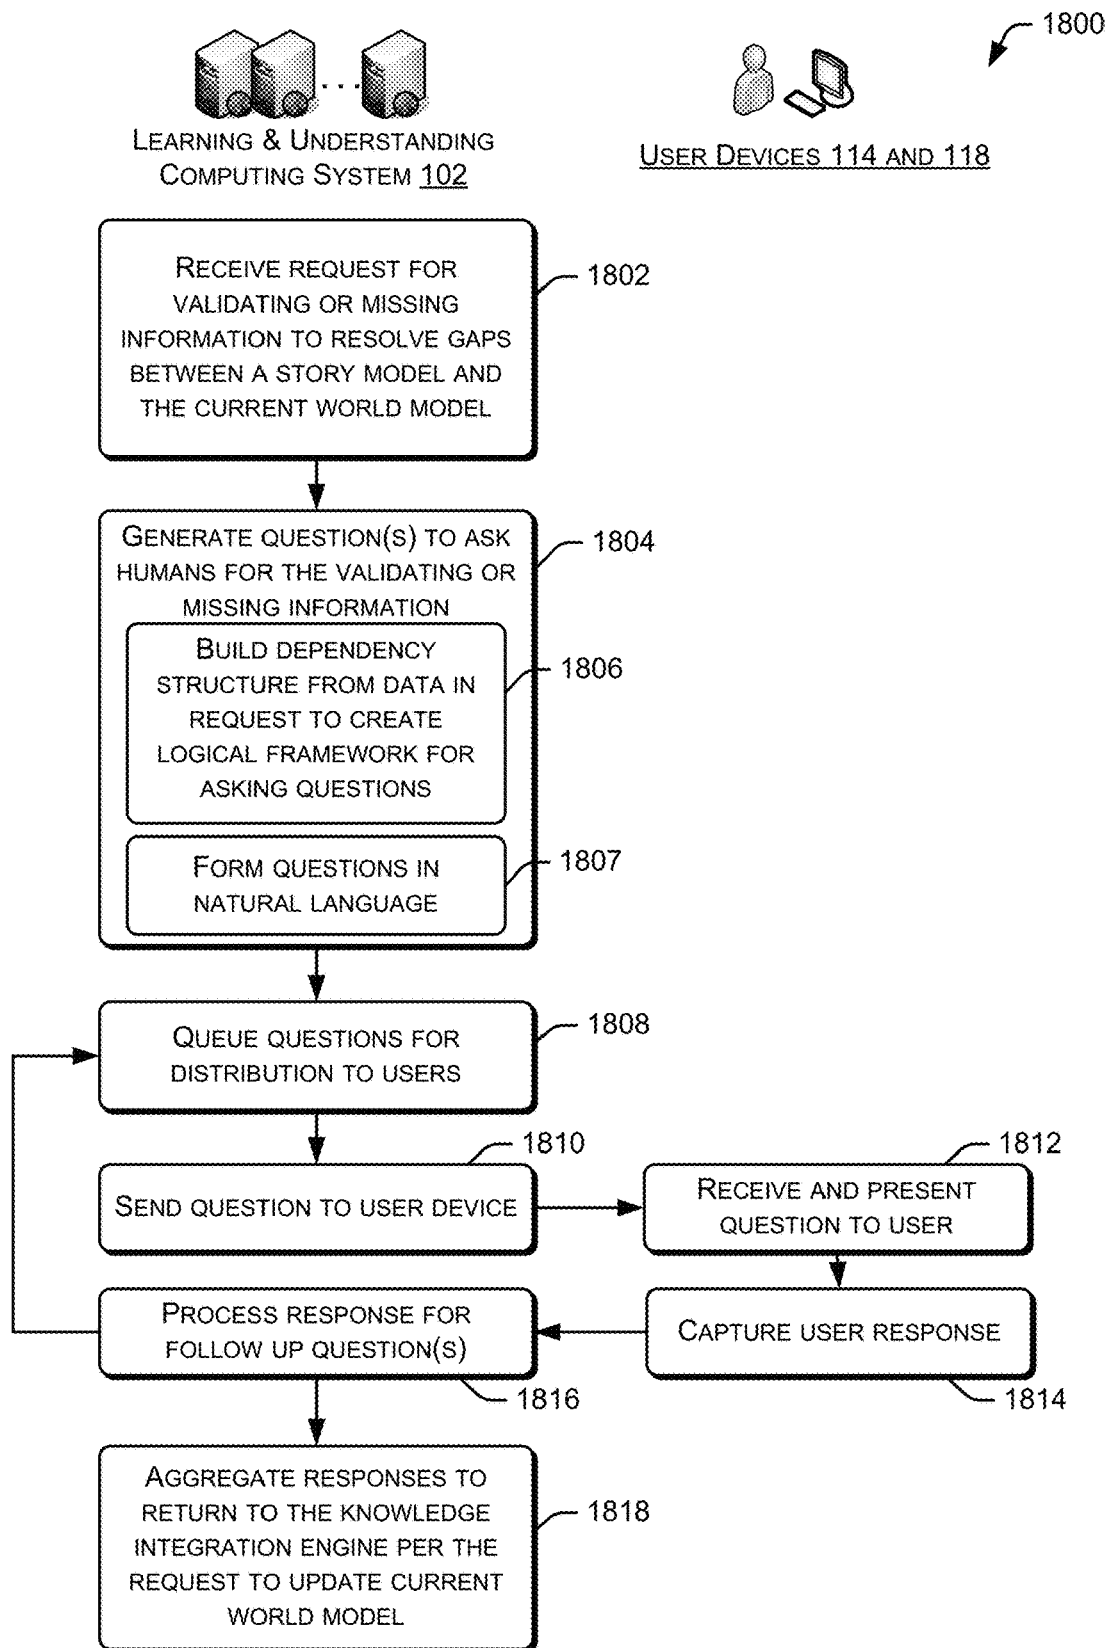 1800
LEARNING & UNDERSTANDING
COMPUTING SYSTEM 102
USER DEVICES 114 AND 118
RECEIVE REQUEST FOR
VALIDATING OR MISSING
INFORMATION TO RESOLVE GAPS
BETWEEN A STORY MODEL AND
THE CURRENT WORLD MODEL
1802
GENERATE QUESTION(S) TO ASK
HUMANS FOR THE VALIDATING OR
MISSING INFORMATION
1804
BUILD DEPENDENCY
STRUCTURE FROM DATA IN
REQUEST TO CREATE
LOGICAL FRAMEWORK FOR
ASKING QUESTIONS
1806
FORM QUESTIONS IN
NATURAL LANGUAGE
1807
QUEUE QUESTIONS FOR
DISTRIBUTION TO USERS
1808
SEND QUESTION TO USER DEVICE
1810
RECEIVE AND PRESENT
QUESTION TO USER
1812
CAPTURE USER RESPONSE
1814
PROCESS RESPONSE FOR
FOLLOW UP QUESTION(S)
1816
AGGREGATE RESPONSES TO
RETURN TO THE KNOWLEDGE
INTEGRATION ENGINE PER THE
REQUEST TO UPDATE CURRENT
WORLD MODEL
1818